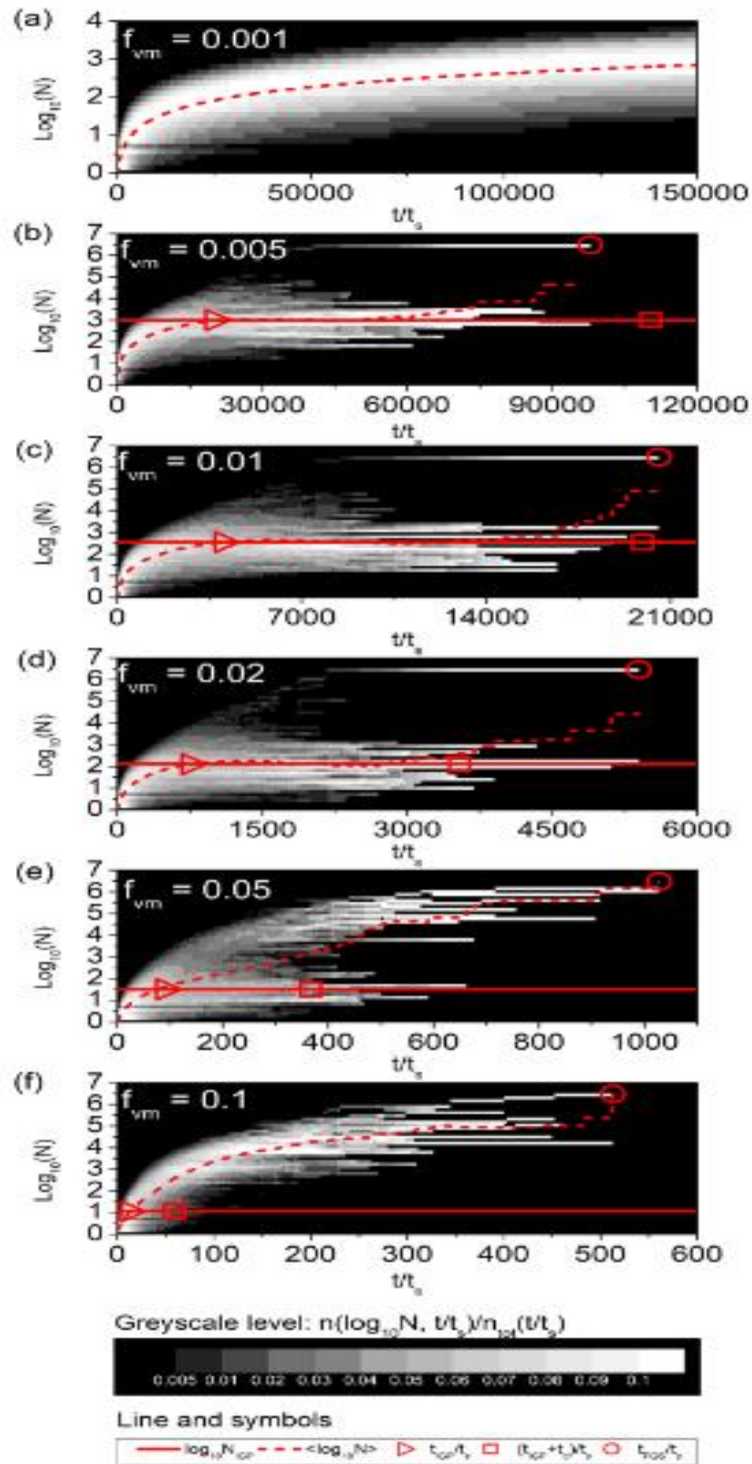 (a)
f_vm = 0.001
4
3
2
1
0
Log₁₀(N)
0 50000 100000 150000
t/t_s
(b)
f_vm = 0.005
7
6
5
4
3
2
1
0
Log₁₀(N)
0 30000 60000 90000 120000
t/t_s
(c)
f_vm = 0.01
7
6
5
4
3
2
1
0
Log₁₀(N)
0 7000 14000 21000
t/t_s
(d)
f_vm = 0.02
7
6
5
4
3
2
1
0
Log₁₀(N)
0 1500 3000 4500 6000
t/t_s
(e)
f_vm = 0.05
7
6
5
4
3
2
1
0
Log₁₀(N)
0 200 400 600 800 1000
t/t_s
(f)
f_vm = 0.1
7
6
5
4
3
2
1
0
Log₁₀(N)
0 100 200 300 400 500 600
t/t_s
Greyscale level: n(log₁₀N, t/t_s)/n_tot(t/t_s)
0.005 0.01 0.02 0.03 0.04 0.05 0.06 0.07 0.08 0.09 0.1
Line and symbols
log₁₀N_IGP <log₁₀N> t_IGP/t_s (t_IGP+t_c)/t_s